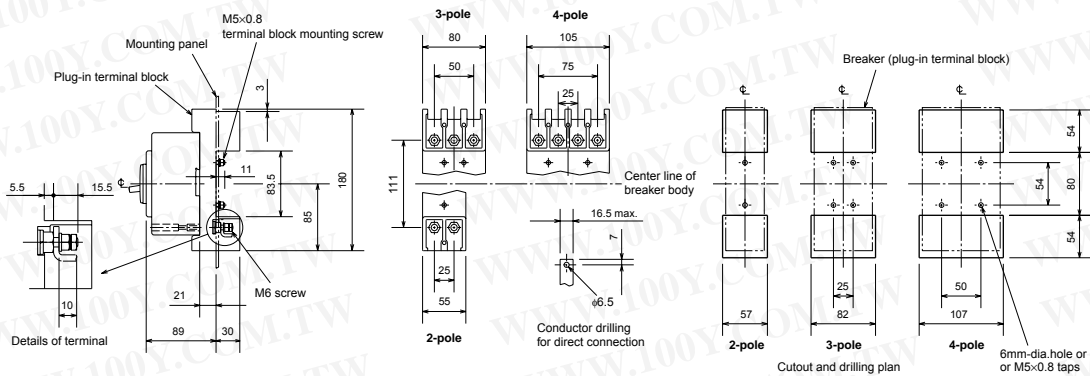 WWW.100Y.COM.TW
M5×0.8
terminal block mounting screw
Mounting panel
Plug-in terminal block
3
11
83.5
180
85
5.5
15.5
10
Details of terminal
21
89
30
M6 screw
3-pole
80
50
4-pole
105
75
25
111
Center line of
breaker body
25
55
2-pole
16.5 max.
7
ϕ6.5
Conductor drilling
for direct connection
Breaker (plug-in terminal block)
54
54
80
54
57
25
82
50
107
2-pole
3-pole
4-pole
6mm-dia.hole or
or M5×0.8 taps
Cutout and drilling plan